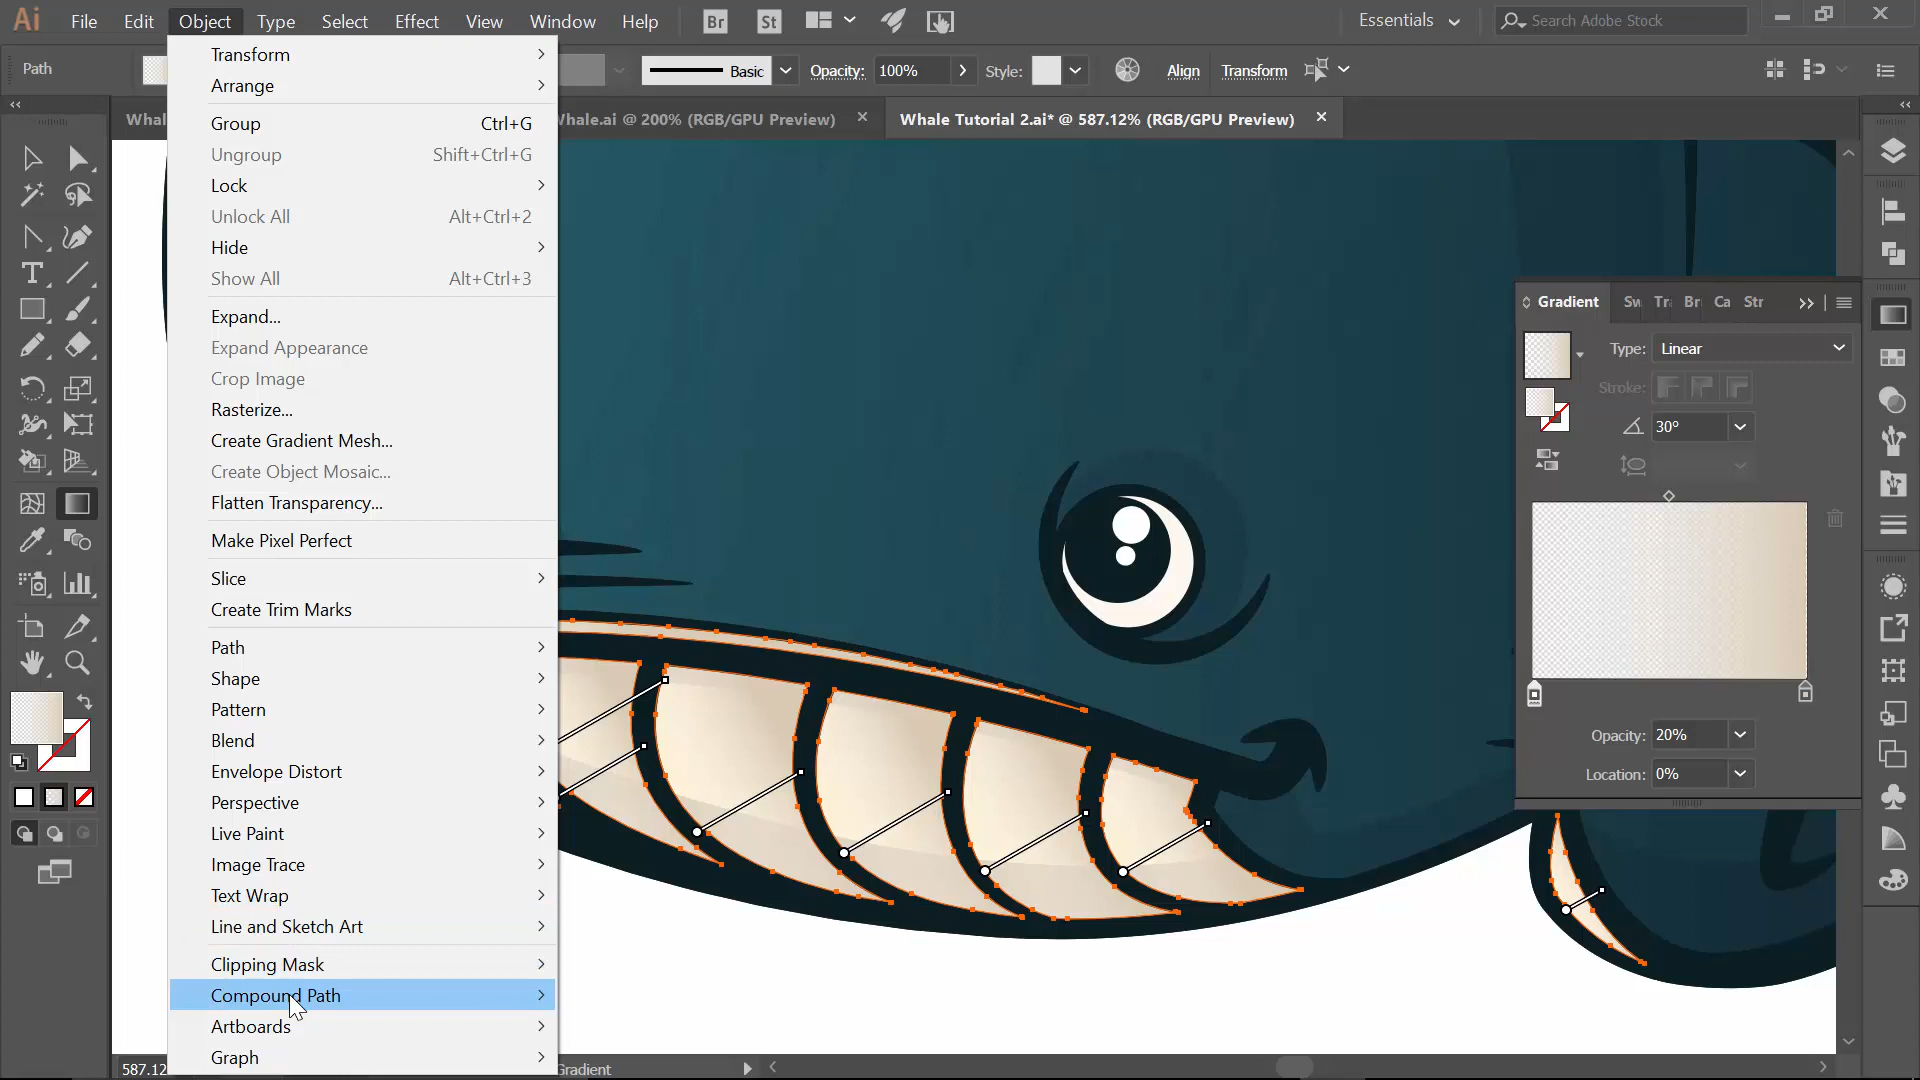 Ai File Edit Object Type Select Effect View Window Help Br St Essentials Search Adobe Stock
Path Basic Opacity: 100% Style: Align Transform
Whale.ai @ 200% (RGB/GPU Preview) Whale Tutorial 2.ai* @ 587.12% (RGB/GPU Preview)
Transform
Arrange
Group Ctrl+G
Ungroup Shift+Ctrl+G
Lock
Unlock All Alt+Ctrl+2
Hide
Show All Alt+Ctrl+3
Expand...
Expand Appearance
Crop Image
Rasterize...
Create Gradient Mesh...
Create Object Mosaic...
Flatten Transparency...
Make Pixel Perfect
Slice
Create Trim Marks
Path
Shape
Pattern
Blend
Envelope Distort
Perspective
Live Paint
Image Trace
Text Wrap
Line and Sketch Art
Clipping Mask
Compound Path
Artboards
Graph
Gradient Sw Tr Br Ca Str
Type: Linear
Stroke:
30°
Opacity: 20%
Location: 0%
587.12 Gradient